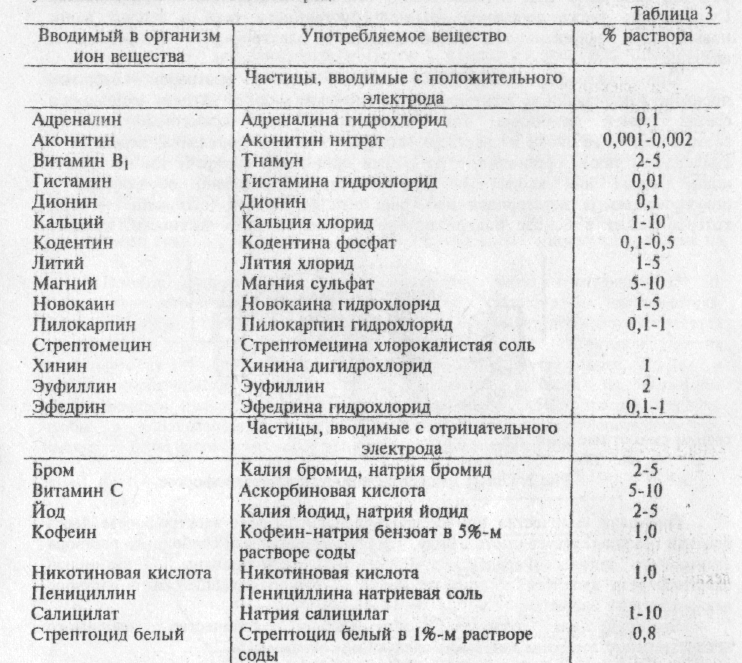 Таблица 3
Вводимый в организм Употребляемое вещество % раствора
ион вещества
Частицы, вводимые с положительного
электрода
Адреналин Адреналина гидрохлорид 0,1
Аконитин Аконитин нитрат 0,001-0,002
Витамин B₁ Тнамун 2-5
Гистамин Гистамина гидрохлорид 0,01
Дионин Дионин 0,1
Кальций Кальция хлорид 1-10
Кодентин Кодентина фосфат 0,1-0,5
Литий Лития хлорид 1-5
Магний Магния сульфат 5-10
Новокаин Новокзина гидрохлорид 1-5
Пилокарпин Пилокарпин гидрохлорид 0,1-1
Стрептомецин Стрептомецина хлорокалистая соль
Хинин Хинина дигидрохлорид 1
Эуфиллин Эуфиллин 2
Эфедрин Эфедрина гидрохлорид 0,1-1
Частицы, вводимые с отрицательного
электрода
Бром Калия бромид, натрия бромид 2-5
Витамин С Аскорбиновая кислота 5-10
Йод Калия йодид, натрия йодид 2-5
Кофеин Кофеин-натрия бензоат в 5%-м 1,0
растворе соды
Никотиновая кислота Никотиновая кислота 1,0
Пенициллин Пенициллина натриевая соль
Салицилат Натрия салицилат 1-10
Стрептоцид белый Стрептоцид белый в 1%-м растворе 0,8
соды